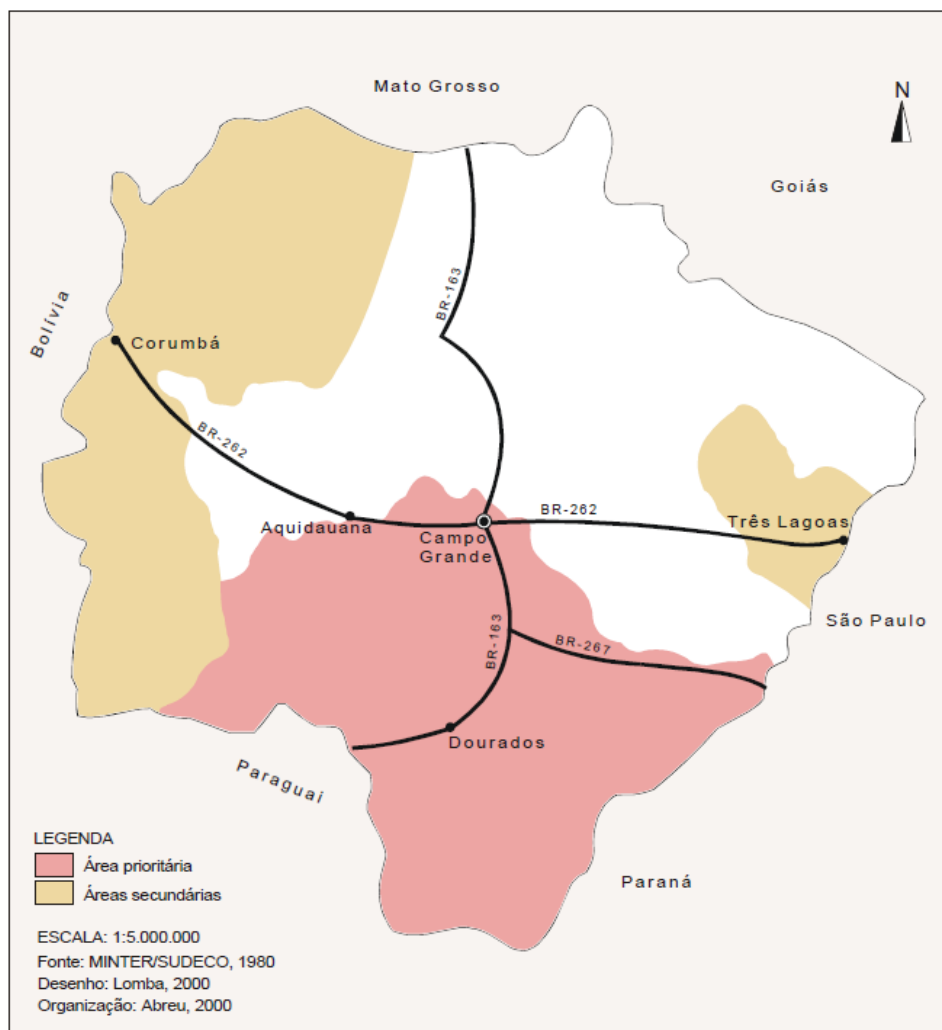 Mato Grosso
N
Goiás
BR-163
Bolívia
Corumbá
BR-262
Aquidauana
Campo
Grande
BR-262
Três Lagoas
São Paulo
BR-163
BR-267
Dourados
Paraguai
Paraná
LEGENDA
Área prioritária
Áreas secundárias
ESCALA: 1:5.000.000
Fonte: MINTER/SUDECO, 1980
Desenho: Lomba, 2000
Organização: Abreu, 2000